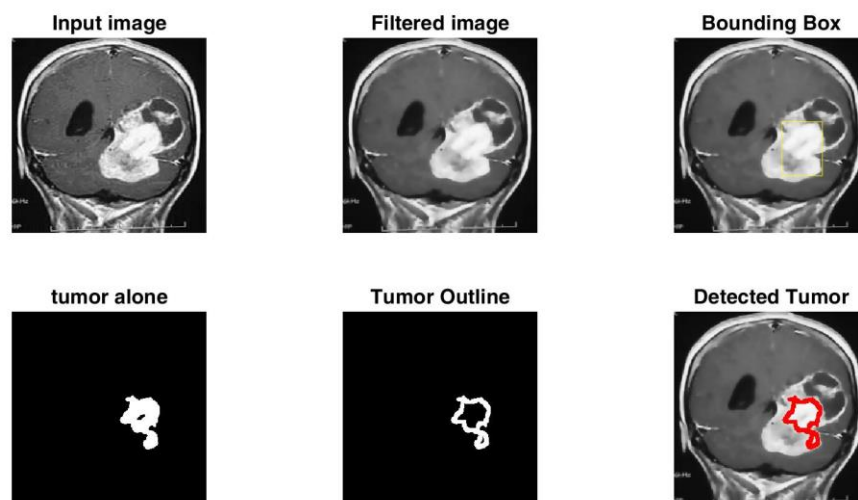 Input image
Filtered image
Bounding Box
tumor alone
Tumor Outline
Detected Tumor